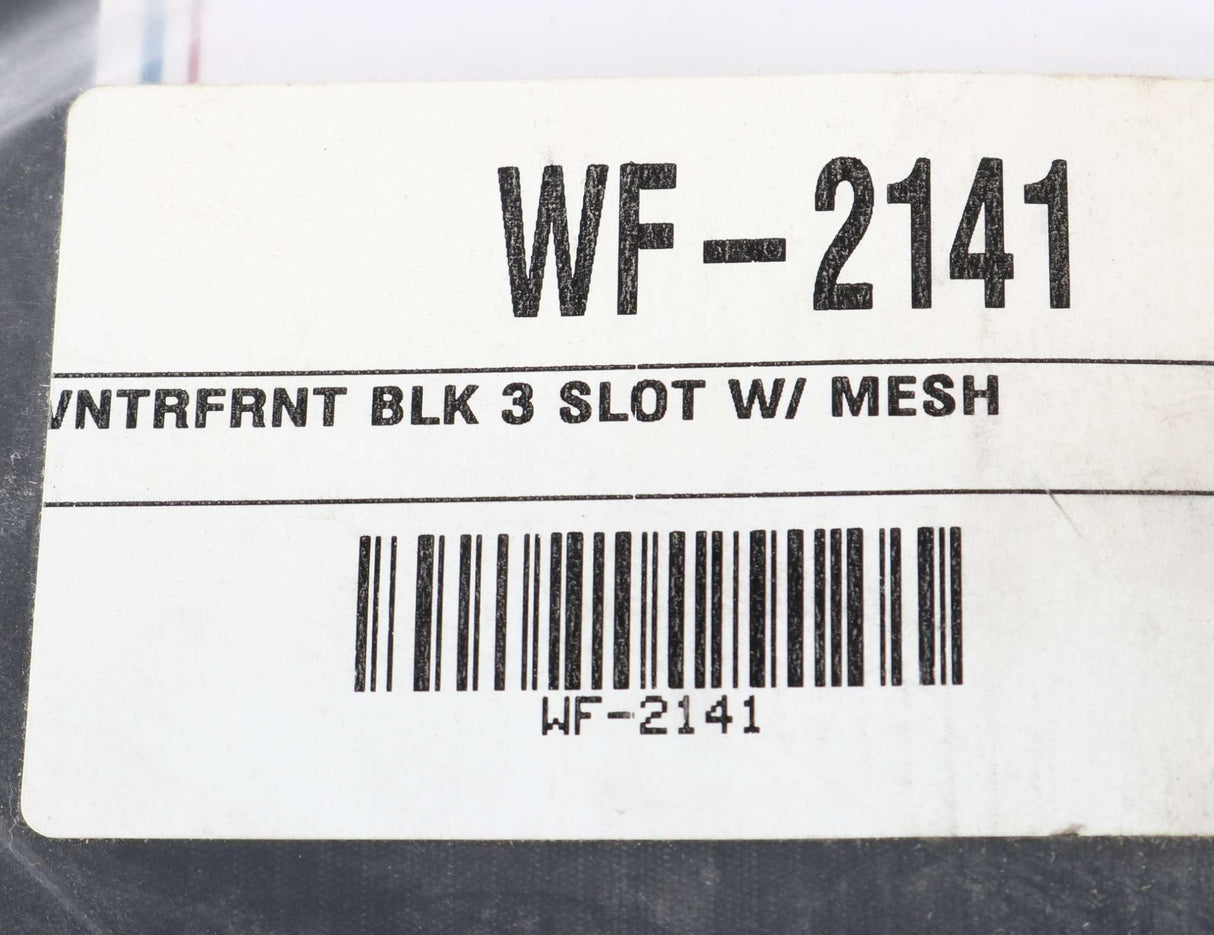 WF-2141
VNTRFRNT BLK 3 SLOT W/ MESH
WF-2141